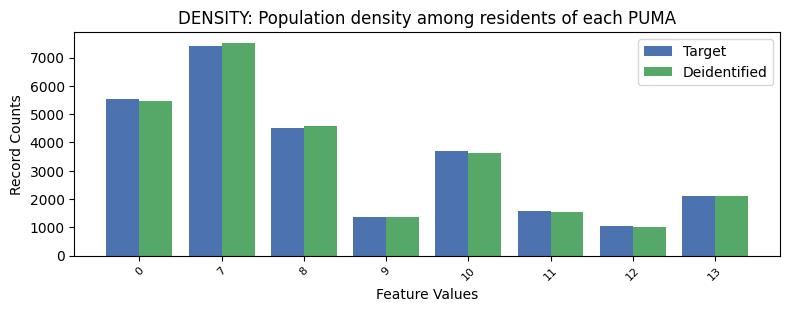 DENSITY: Population density among residents of each PUMA
Target
Deidentified
Record Counts
7000
6000
5000
4000
3000
2000
1000
0
0 7 8 9 10 11 12 13
Feature Values